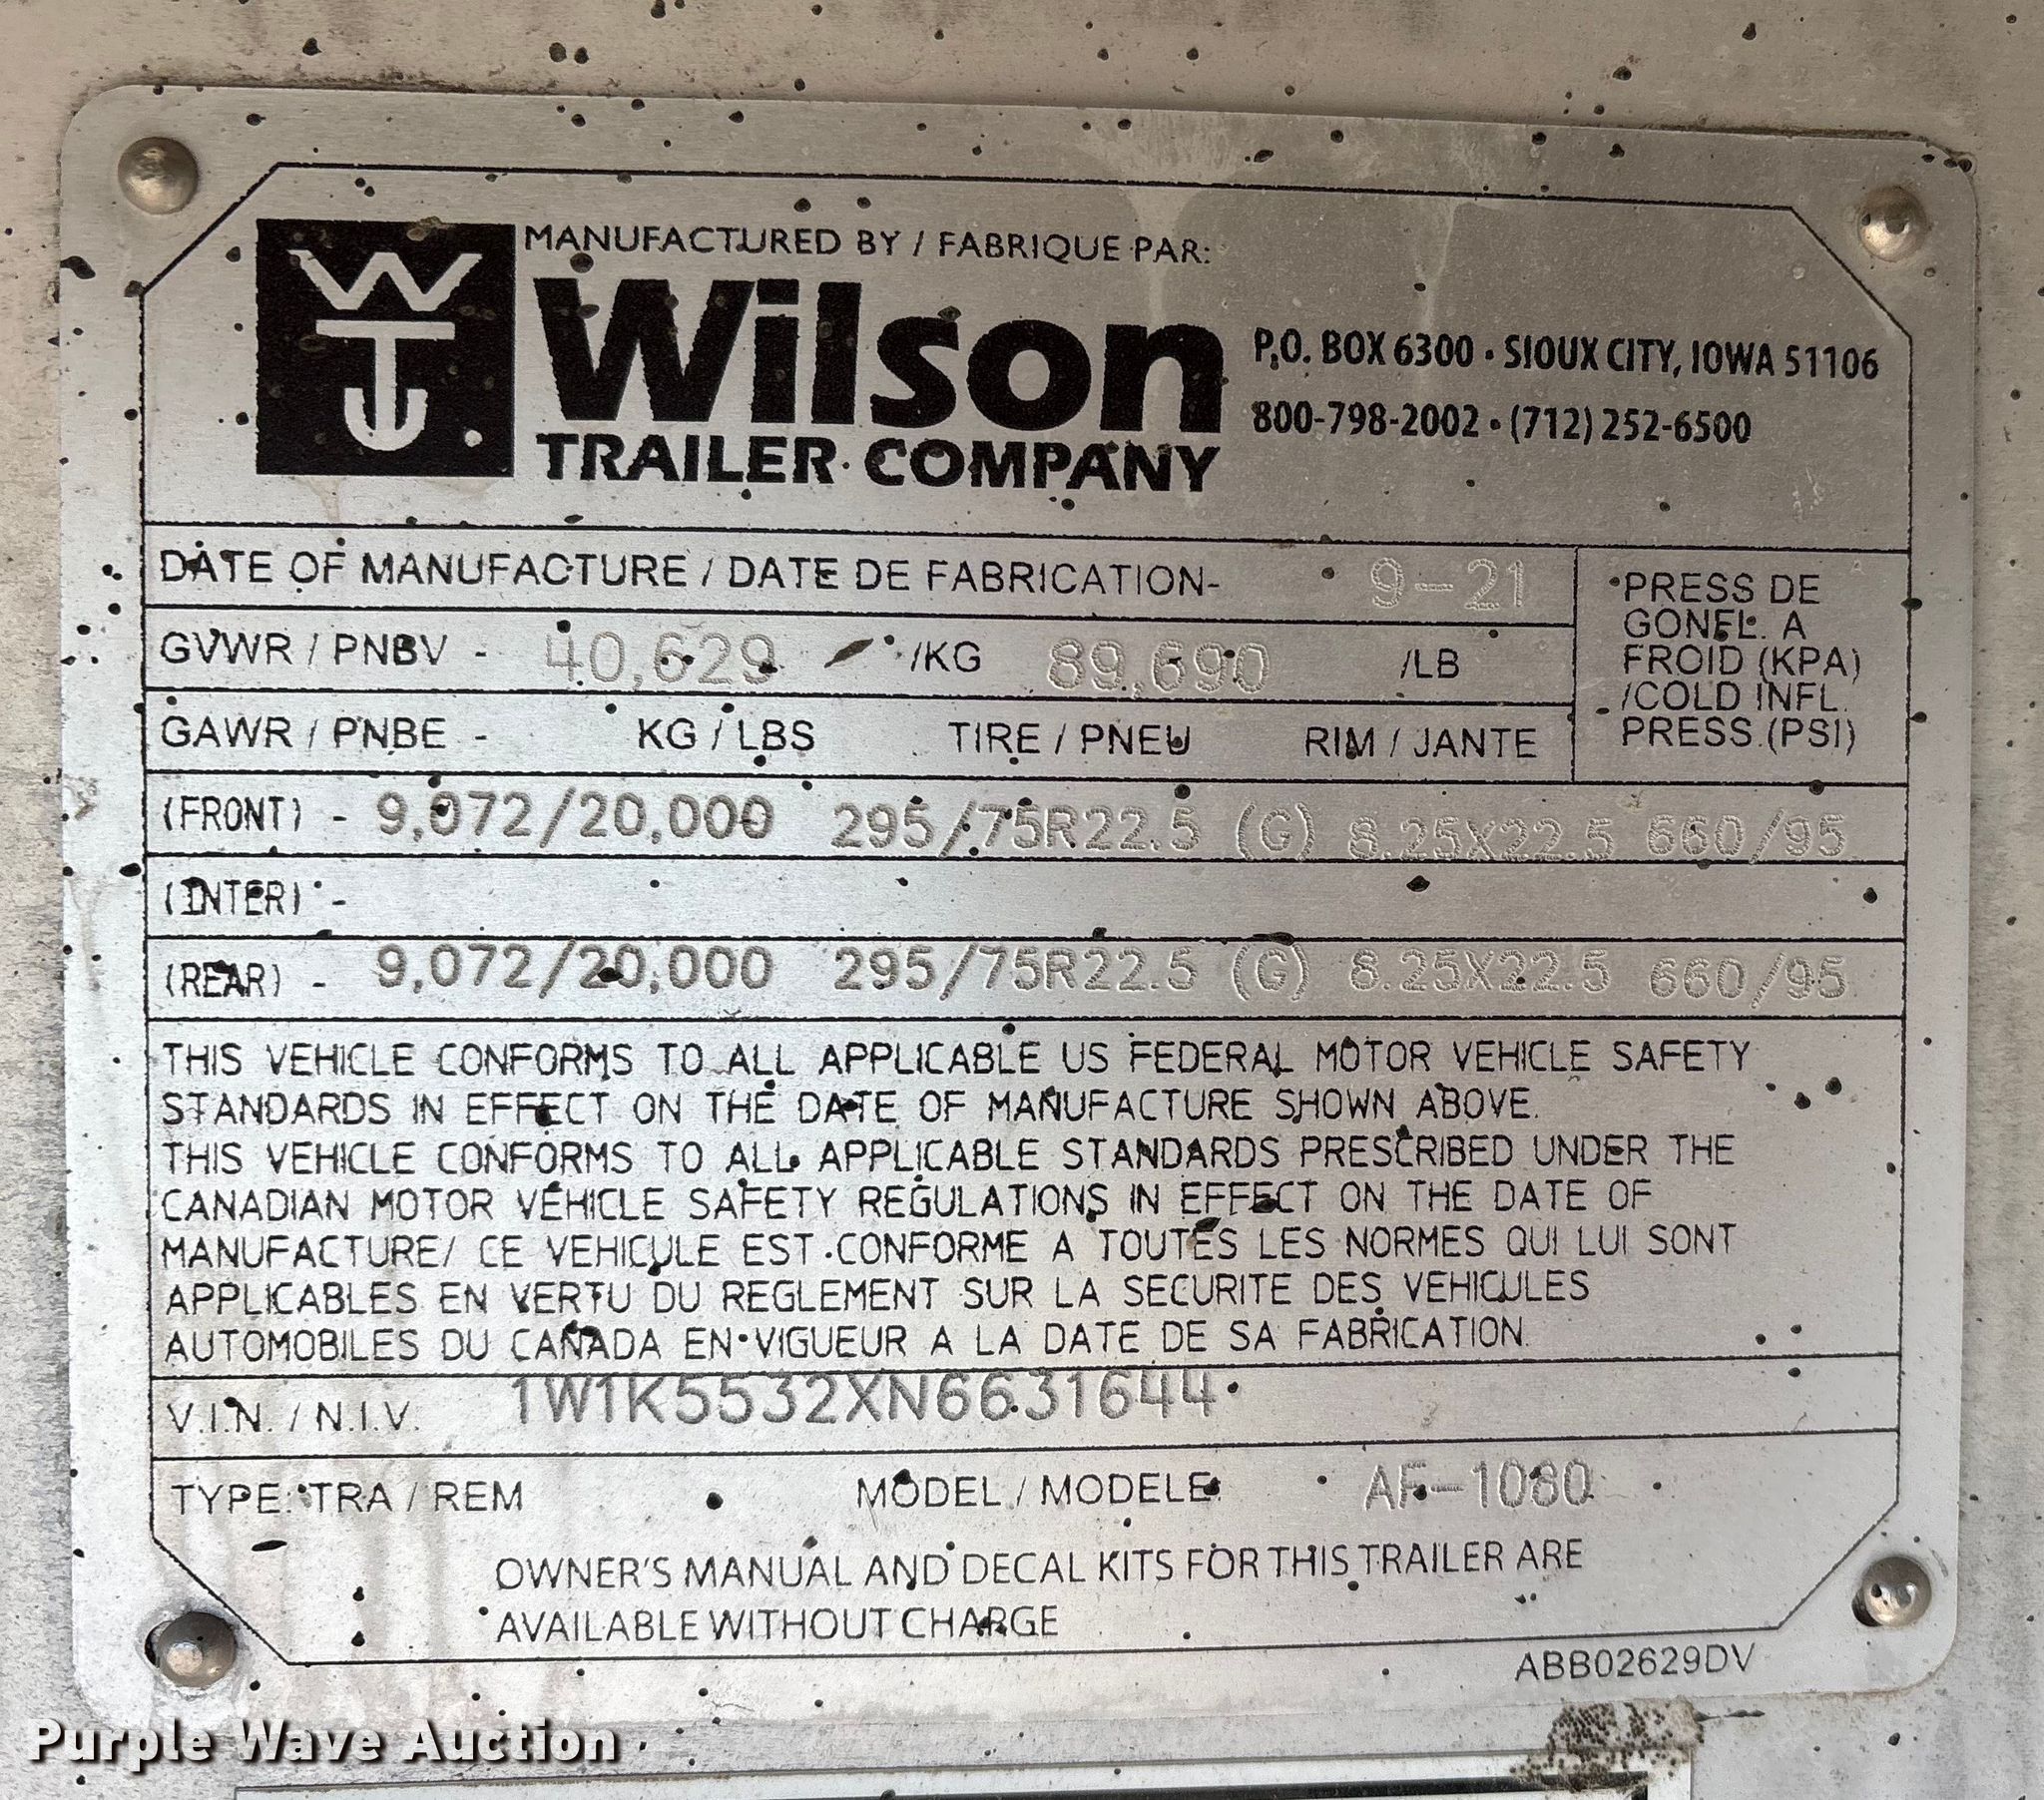 WTJ
MANUFACTURED BY / FABRIQUE PAR:
Wilson
TRAILER COMPANY
P.O. BOX 6300 • SIOUX CITY, IOWA 51106
800-798-2002 • (712) 252-6500
DATE OF MANUFACTURE / DATE DE FABRICATION- 9-21
GVWR / PNBV - 40,629 /KG 89,690 /LB
GAWR / PNBE - KG / LBS TIRE / PNEU RIM / JANTE
PRESS DE
GONFL. A
FROID (KPA)
/COLD INFL.
PRESS.(PSI)
(FRONT) - 9,072/20,000 295/75R22.5 (G) 8.25X22.5 660/95
(INTER) -
(REAR) - 9,072/20,000 295/75R22.5 (G) 8.25X22.5 660/95
THIS VEHICLE CONFORMS TO ALL APPLICABLE US FEDERAL MOTOR VEHICLE SAFETY
STANDARDS IN EFFECT ON THE DATE OF MANUFACTURE SHOWN ABOVE.
THIS VEHICLE CONFORMS TO ALL APPLICABLE STANDARDS PRESCRIBED UNDER THE
CANADIAN MOTOR VEHICLE SAFETY REGULATIONS IN EFFECT ON THE DATE OF
MANUFACTURE/ CE VEHICULE EST CONFORME A TOUTES LES NORMES QUI LUI SONT
APPLICABLES EN VERTU DU REGLEMENT SUR LA SECURITE DES VEHICULES
AUTOMOBILES DU CANADA EN VIGUEUR A LA DATE DE SA FABRICATION.
V.I.N. / N.I.V. 1W1K5532XN6631644
TYPE: TRA / REM MODEL / MODELE: AF-1080
OWNER'S MANUAL AND DECAL KITS FOR THIS TRAILER ARE
AVAILABLE WITHOUT CHARGE
ABB02629DV
Purple Wave Auction